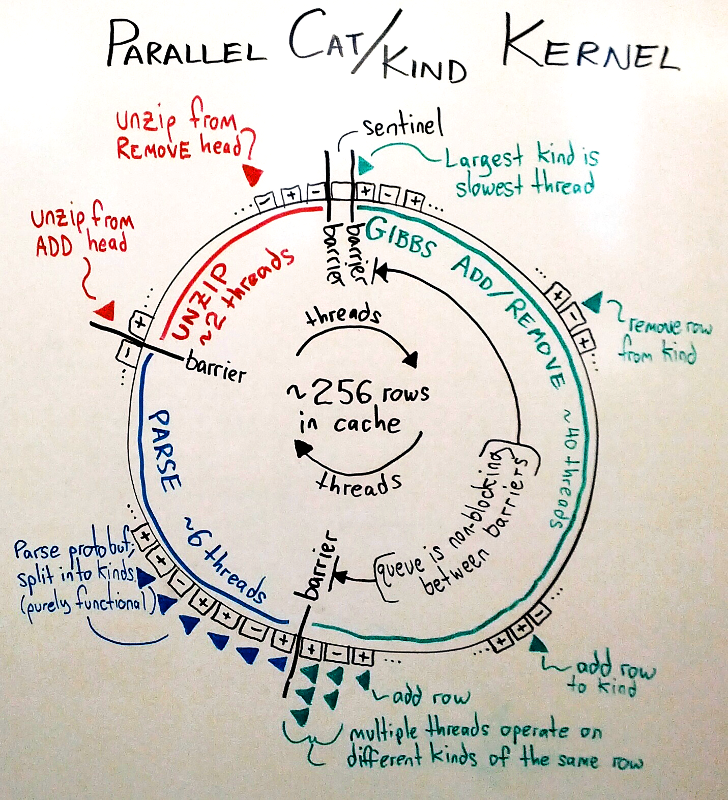 PARALLEL CAT/KIND KERNEL
unzip from
REMOVE head?
sentinel
Largest kind is
slowest thread
... - + -
+ - + ...
unzip from
ADD head
barrier
barrier
GIBBS ADD/REMOVE ~40 threads
UNZIP
~2 threads
... + - + ...
remove row
from kind
... + -
barrier
threads
~256 rows
in cache
threads
PARSE ~6 threads
queue is non-blocking
between barriers
barrier
Parse protobuf;
split into kinds
(purely functional)
... + + - + + - +
+ - + ...
... + + - ...
add row
to kind
add row
multiple threads operate on
different kinds of the same row